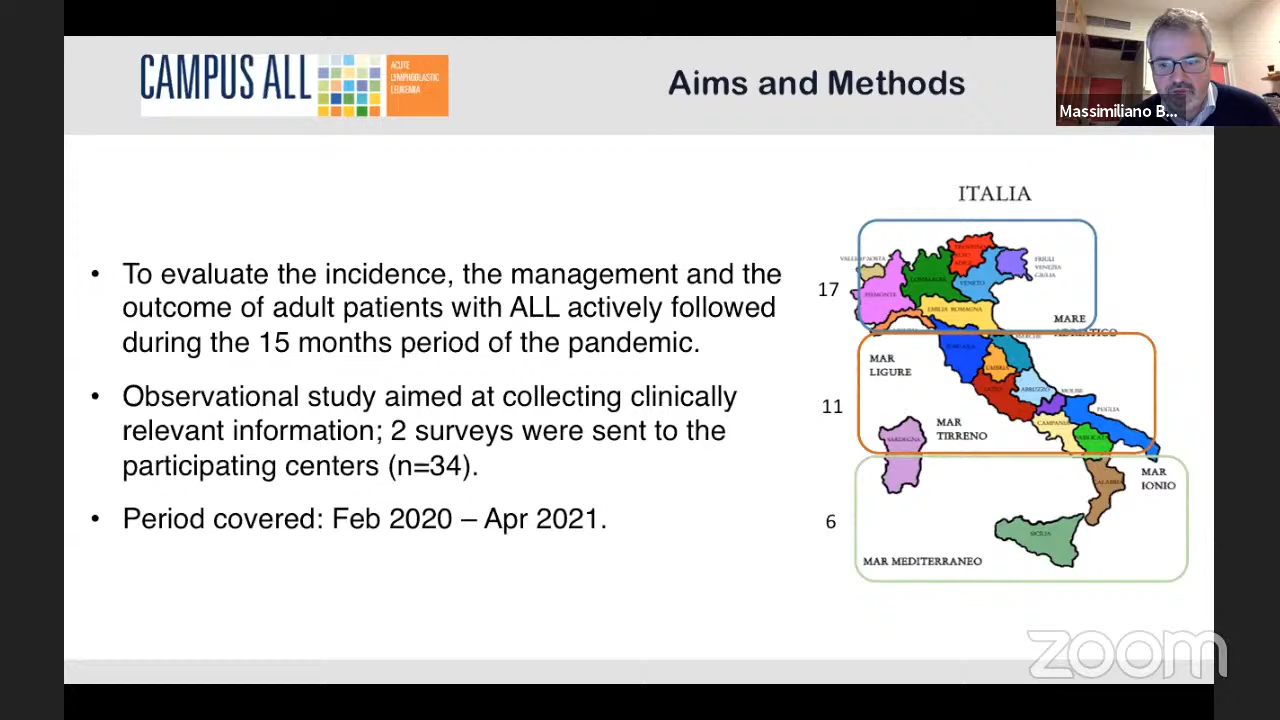 CAMPUS ALL
ACUTE
LYMPHOBLASTIC
LEUKEMIA
Aims and Methods
Massimiliano B...
• To evaluate the incidence, the management and the
outcome of adult patients with ALL actively followed
during the 15 months period of the pandemic.
• Observational study aimed at collecting clinically
relevant information; 2 surveys were sent to the
participating centers (n=34).
• Period covered: Feb 2020 – Apr 2021.
ITALIA
17
11
6
FRIULI
VENEZIA
GIULIA
PIEMONTE
VENETO
EMILIA ROMAGNA
MARE
ADRIATICO
MAR
LIGURE
UMBRIA
ABRUZZO
MOLISE
PUGLIA
CAMPANIA
MAR
TIRRENO
SARDEGNA
MAR
IONIO
CALABRIA
SICILIA
MAR MEDITERRANEO
zoom